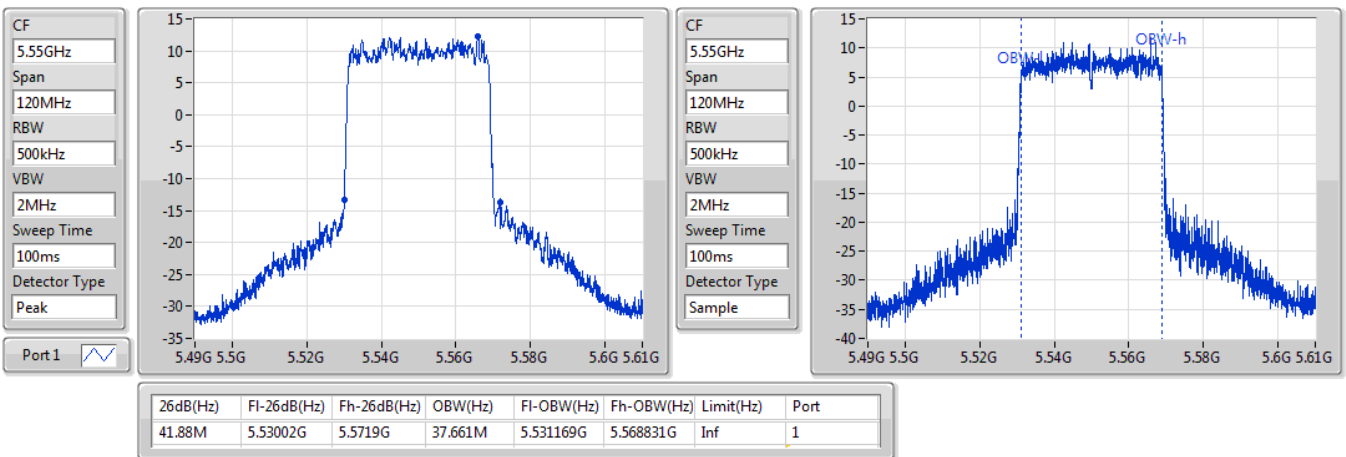 CF
5.55GHz
Span
120MHz
RBW
500kHz
VBW
2MHz
Sweep Time
100ms
Detector Type
Peak
Port 1
15
10
5
0
-5
-10
-15
-20
-25
-30
-35
5.49G 5.5G 5.52G 5.54G 5.56G 5.58G 5.6G 5.61G
CF
5.55GHz
Span
120MHz
RBW
500kHz
VBW
2MHz
Sweep Time
100ms
Detector Type
Sample
15
10
5
0
-5
-10
-15
-20
-25
-30
-35
-40
OBW-h
5.49G 5.5G 5.52G 5.54G 5.56G 5.58G 5.6G 5.61G
26dB(Hz) Fl-26dB(Hz) Fh-26dB(Hz) OBW(Hz) Fl-OBW(Hz) Fh-OBW(Hz) Limit(Hz) Port
41.88M 5.53002G 5.5719G 37.661M 5.531169G 5.568831G Inf 1